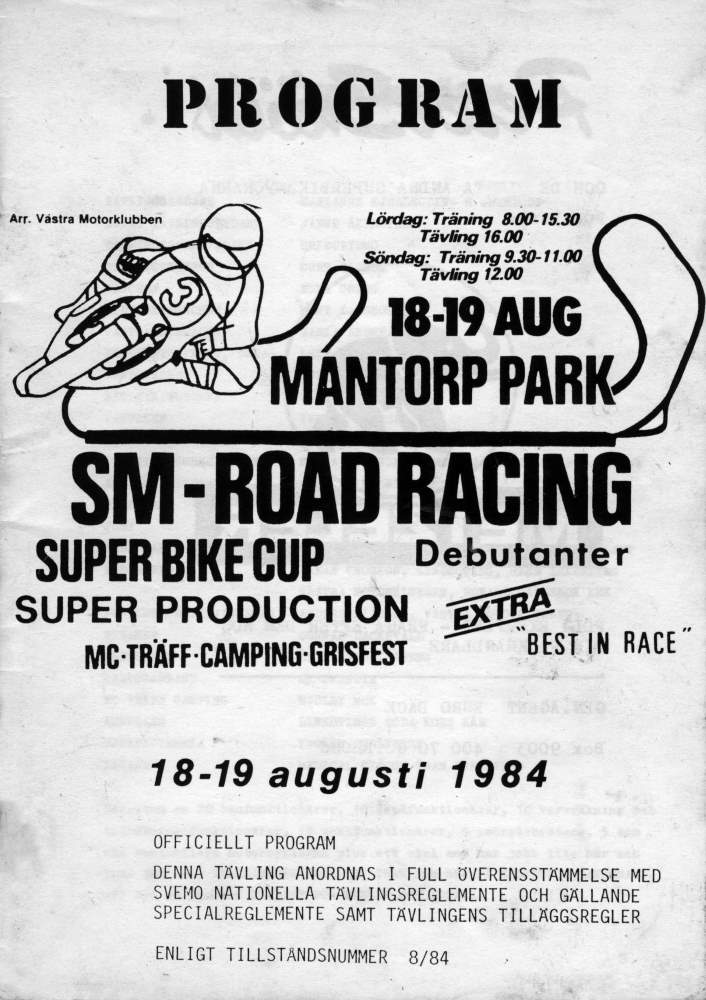 PROGRAM
Arr. Västra Motorklubben
Lördag: Träning 8.00-15.30
Tävling 16.00
Söndag: Träning 9.30-11.00
Tävling 12.00
3
TE
18-19 AUG
MANTORP PARK
SM-ROAD RACING
SUPER BIKE CUP
Debutanter
SUPER PRODUCTION
EXTRA
"BEST IN RACE"
MC·TRÄFF·CAMPING·GRISFEST
18-19 augusti 1984
OFFICIELLT PROGRAM
DENNA TÄVLING ANORDNAS I FULL ÖVERENSSTÄMMELSE MED
SVEMO NATIONELLA TÄVLINGSREGLEMENTE OCH GÄLLANDE
SPECIALREGLEMENTE SAMT TÄVLINGENS TILLÄGGSREGLER
ENLIGT TILLSTÅNDSNUMMER 8/84